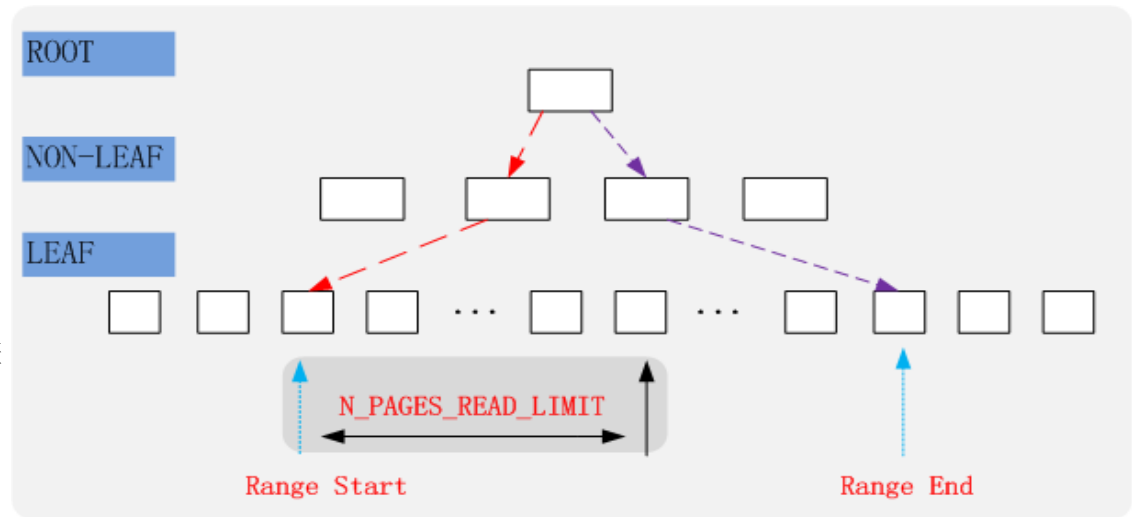 ROOT
NON-LEAF
LEAF
... ...
N_PAGES_READ_LIMIT
Range Start
Range End